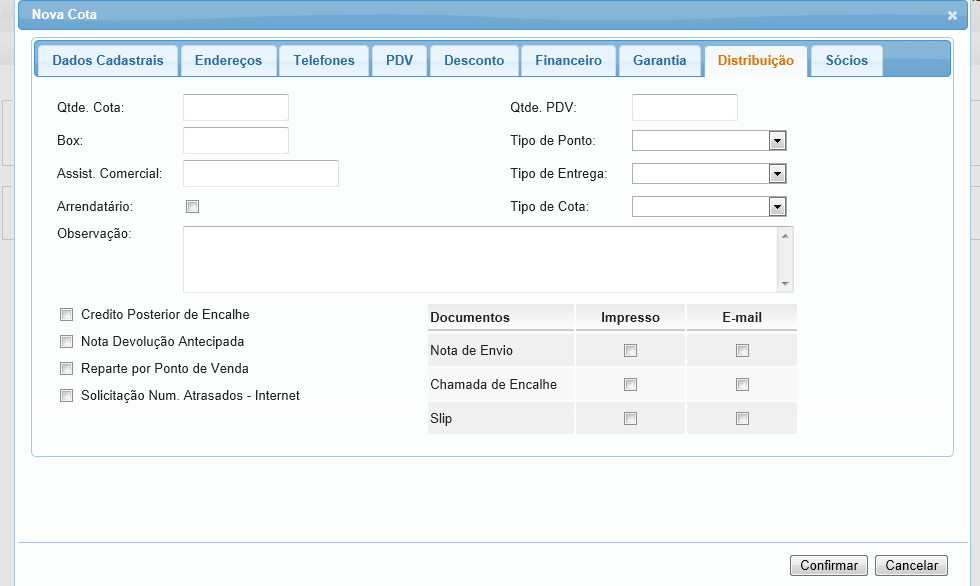 Nova Cota
Dados Cadastrais Endereços Telefones PDV Desconto Financeiro Garantia Distribuição Sócios
Qtde. Cota: Qtde. PDV:
Box: Tipo de Ponto:
Assist. Comercial: Tipo de Entrega:
Arrendatário: Tipo de Cota:
Observação:
Credito Posterior de Encalhe
Nota Devolução Antecipada
Reparte por Ponto de Venda
Solicitação Num. Atrasados - Internet
Documentos Impresso E-mail
Nota de Envio
Chamada de Encalhe
Slip
Confirmar Cancelar